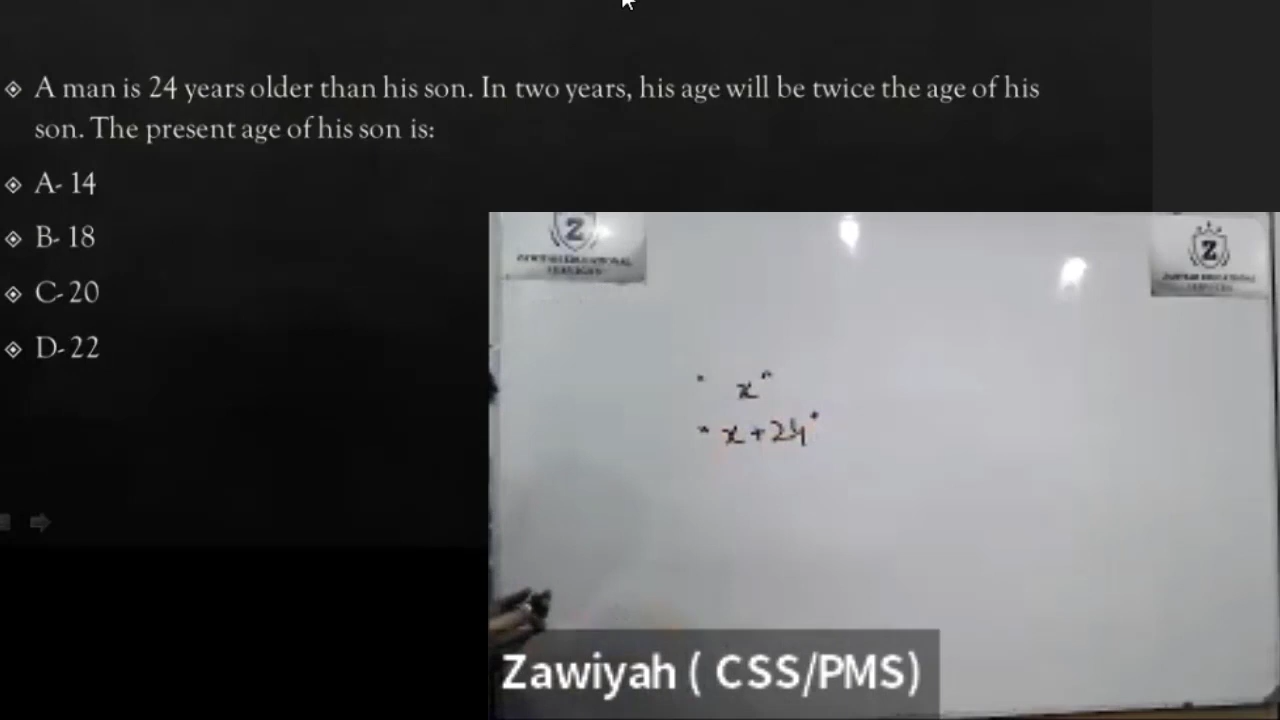 A man is 24 years older than his son. In two years, his age will be twice the age of his
son. The present age of his son is:
A- 14
B- 18
C- 20
D- 22
Z
Z
" x "
" x + 24 "
Zawiyah ( CSS/PMS)